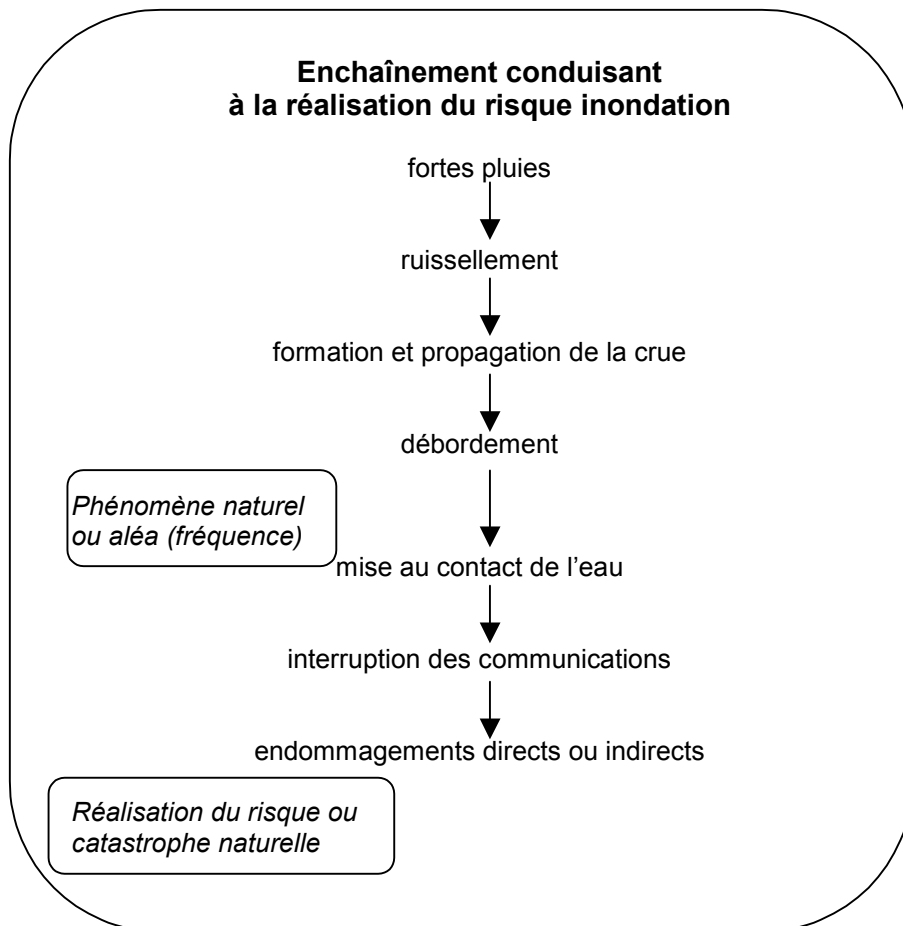 Enchaînement conduisant
à la réalisation du risque inondation
fortes pluies
ruissellement
formation et propagation de la crue
débordement
Phénomène naturel
ou aléa (fréquence)
mise au contact de l’eau
interruption des communications
endommagements directs ou indirects
Réalisation du risque ou
catastrophe naturelle